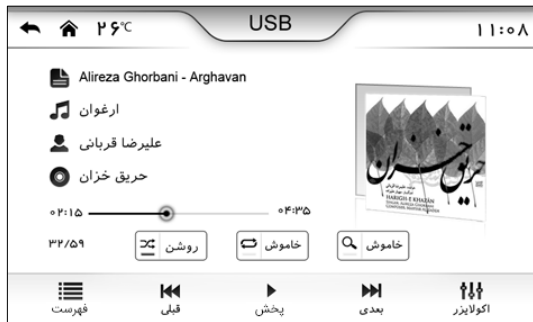 ۲۶°C USB ۱۱:۰۸
Alireza Ghorbani - Arghavan
ارغوان
علیرضا قربانی
حریق خزان
حریق خزان
HARIGH-E KHAZAN
۰۲:۱۵ ۰۴:۳۵
۳۲/۵۹ روشن خاموش خاموش
فهرست قبلی پخش بعدی اکولایزر